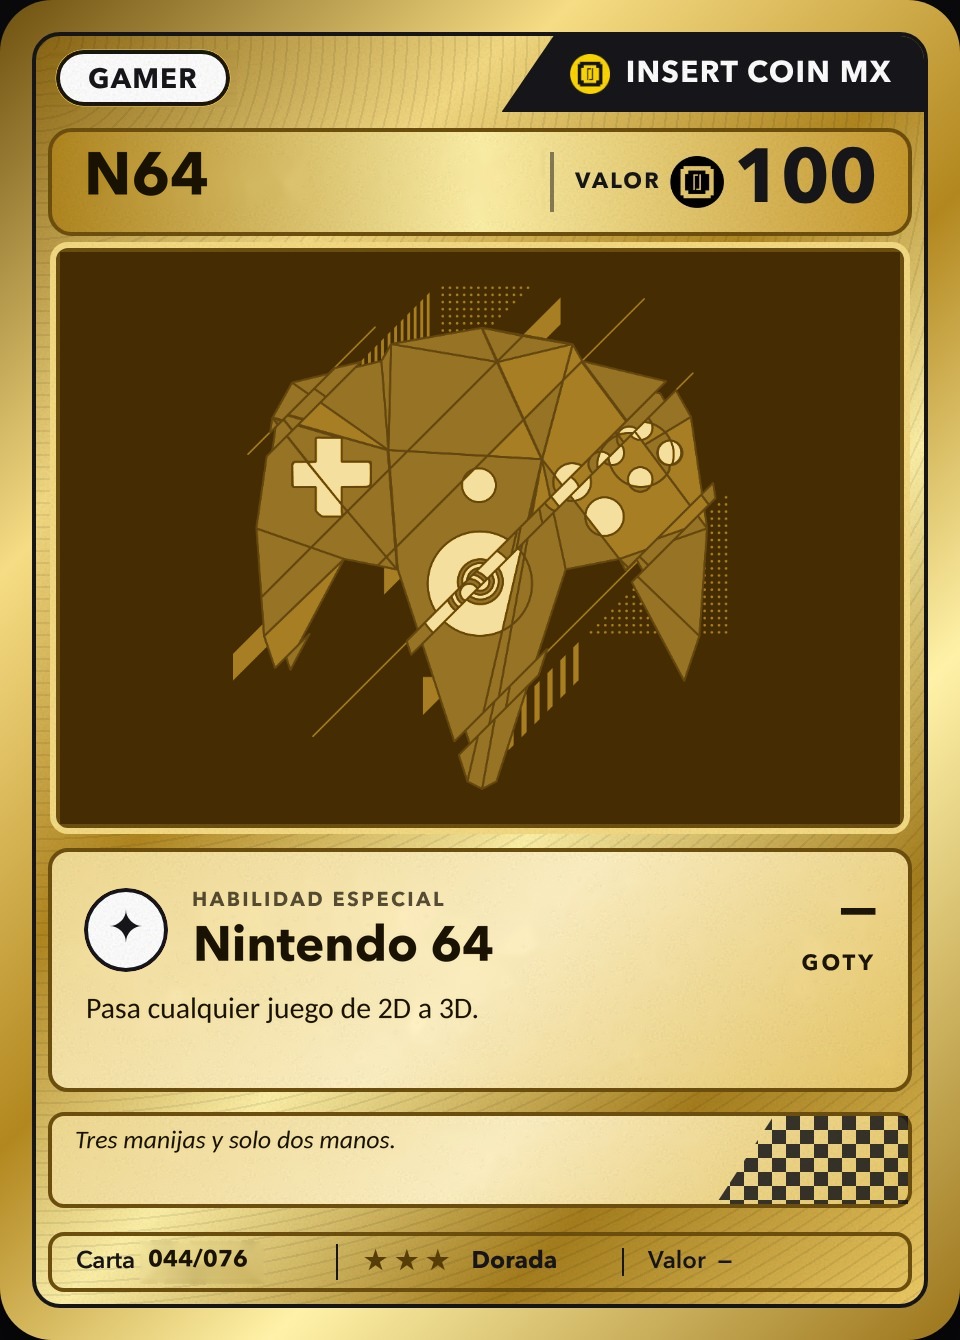 GAMER
INSERT COIN MX
N64
VALOR 100
HABILIDAD ESPECIAL
Nintendo 64
–
GOTY
Pasa cualquier juego de 2D a 3D.
Tres manijas y solo dos manos.
Carta 044/076 ★★★ Dorada Valor –